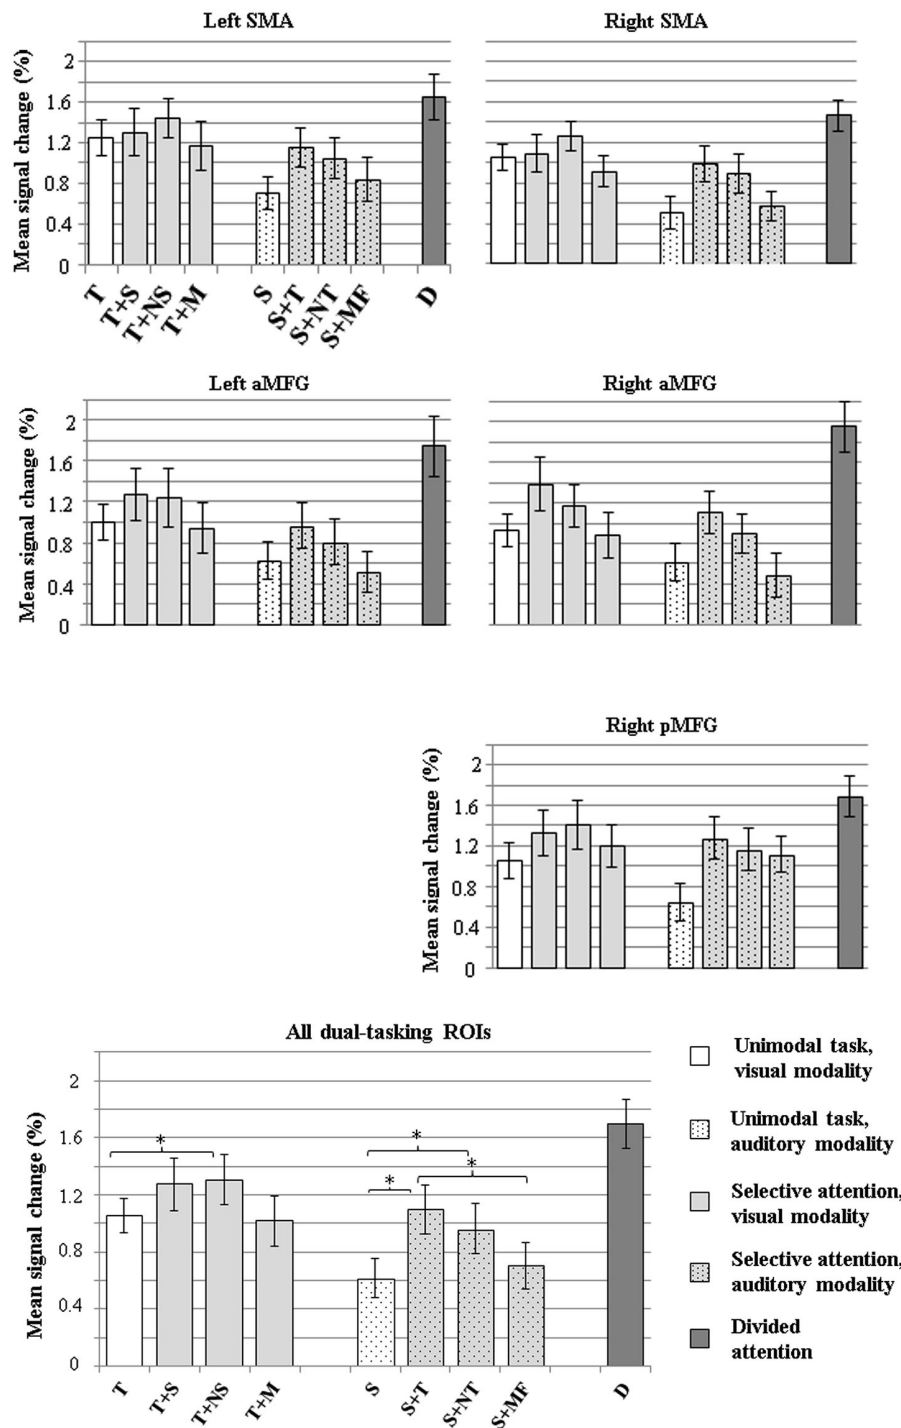 Left SMA
Right SMA
Mean signal change (%)
2
1.6
1.2
0.8
0.4
0
T
T+S
T+NS
T+M
S
S+T
S+NT
S+MF
D
Left aMFG
Right aMFG
Mean signal change (%)
2
1.6
1.2
0.8
0.4
0
Right pMFG
Mean signal change (%)
2
1.6
1.2
0.8
0.4
0
All dual-tasking ROIs
Mean signal change (%)
2
1.6
1.2
0.8
0.4
0
*
*
*
*
T
T+S
T+NS
T+M
S
S+T
S+NT
S+MF
D
Unimodal task,
visual modality
Unimodal task,
auditory modality
Selective attention,
visual modality
Selective attention,
auditory modality
Divided
attention